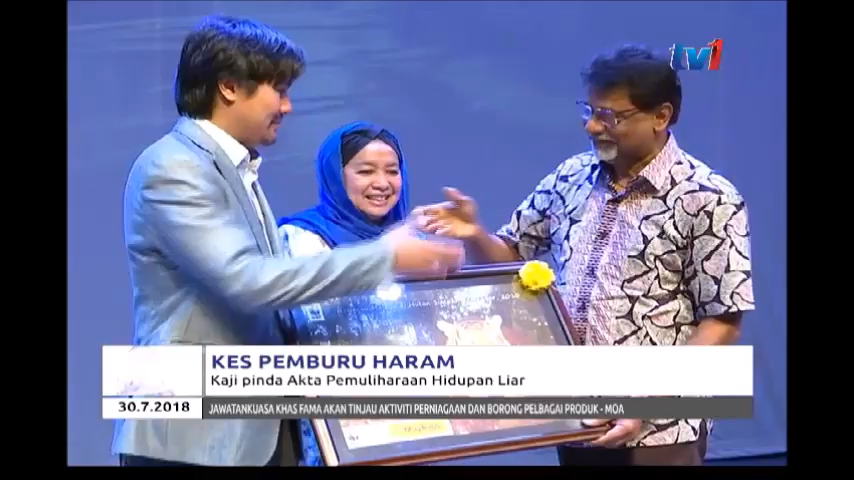 tv1
KES PEMBURU HARAM
Kaji pinda Akta Pemuliharaan Hidupan Liar
30.7.2018
JAWATANKUASA KHAS FAMA AKAN TINJAU AKTIVITI PERNIAGAAN DAN BORONG PELBAGAI PRODUK - MOA